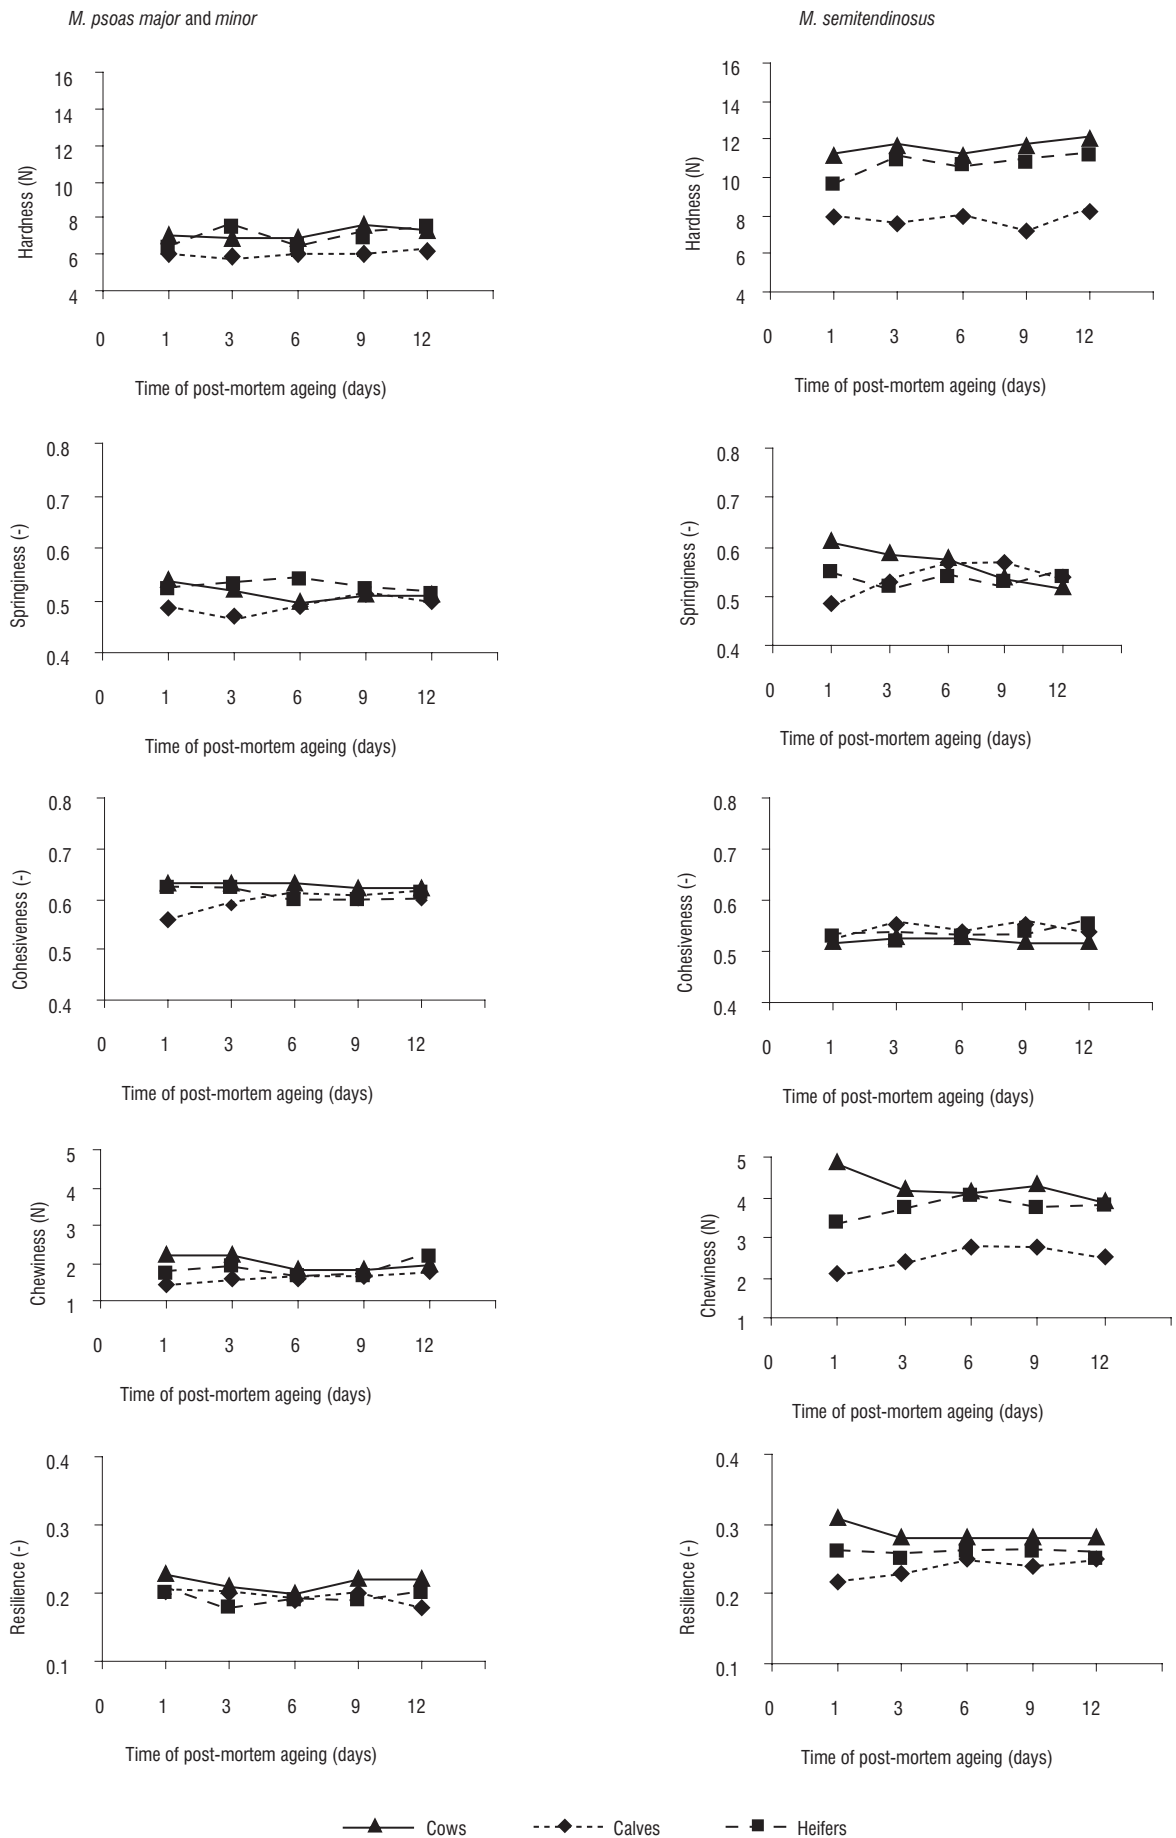 M. psoas major and minor
M. semitendinosus
16
14
12
10
8
6
4
Hardness (N)
0 1 3 6 9 12
Time of post-mortem ageing (days)
16
14
12
10
8
6
4
Hardness (N)
0 1 3 6 9 12
Time of post-mortem ageing (days)
0.8
0.7
0.6
0.5
0.4
Springiness (-)
0 1 3 6 9 12
Time of post-mortem ageing (days)
0.8
0.7
0.6
0.5
0.4
Springiness (-)
0 1 3 6 9 12
Time of post-mortem ageing (days)
0.8
0.7
0.6
0.5
0.4
Cohesiveness (-)
0 1 3 6 9 12
Time of post-mortem ageing (days)
0.8
0.7
0.6
0.5
0.4
Cohesiveness (-)
0 1 3 6 9 12
Time of post-mortem ageing (days)
5
4
3
2
1
Chewiness (N)
0 1 3 6 9 12
Time of post-mortem ageing (days)
5
4
3
2
1
Chewiness (N)
0 1 3 6 9 12
Time of post-mortem ageing (days)
0.4
0.3
0.2
0.1
Resilience (-)
0 1 3 6 9 12
Time of post-mortem ageing (days)
0.4
0.3
0.2
0.1
Resilience (-)
0 1 3 6 9 12
Time of post-mortem ageing (days)
Cows Calves Heifers